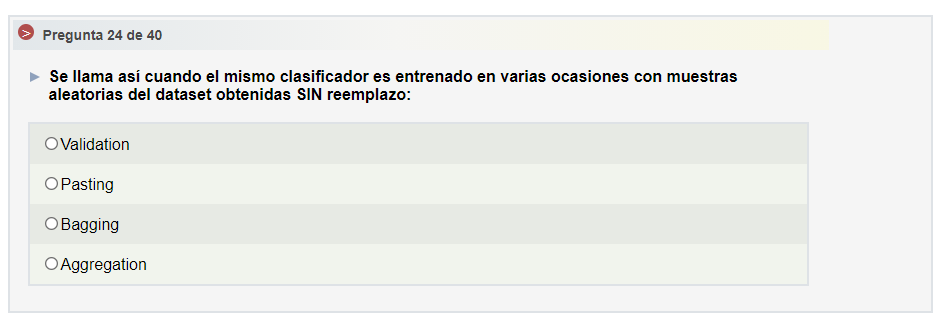 Pregunta 24 de 40
Se llama así cuando el mismo clasificador es entrenado en varias ocasiones con muestras
aleatorias del dataset obtenidas SIN reemplazo:
Validation
Pasting
Bagging
Aggregation